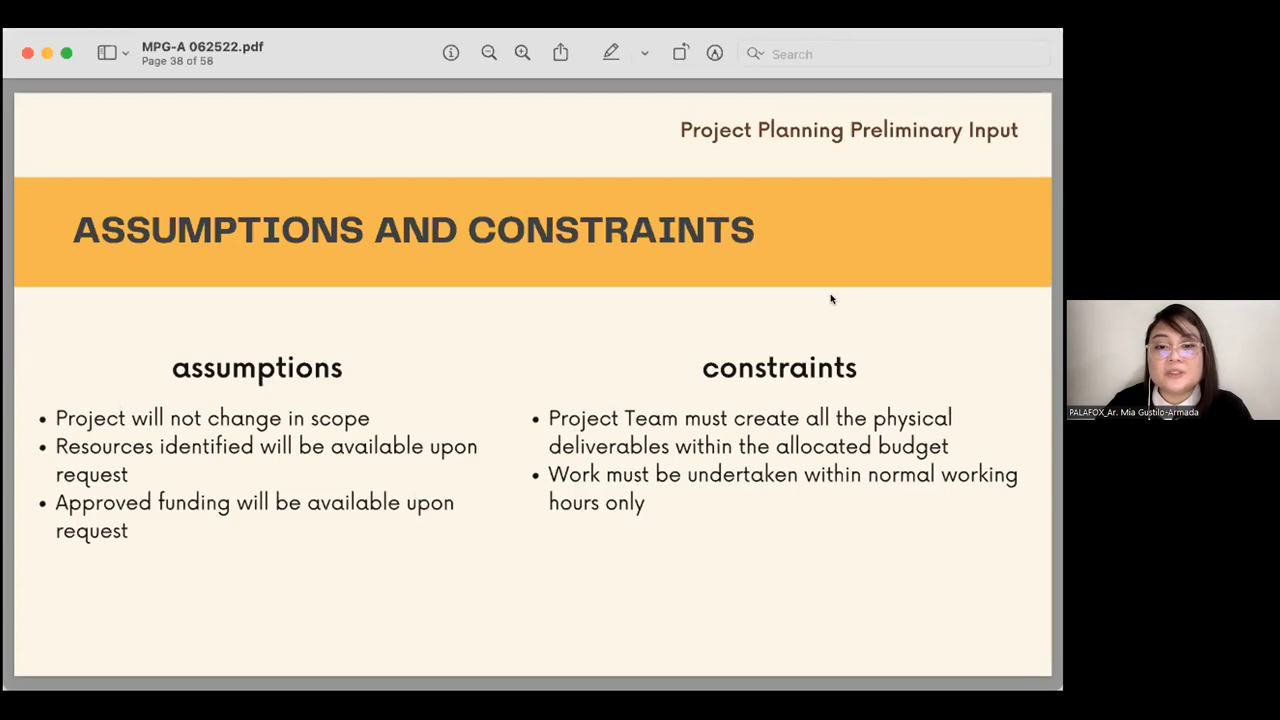 MPG-A 062522.pdf
Page 38 of 58
Search
Project Planning Preliminary Input
ASSUMPTIONS AND CONSTRAINTS
assumptions
• Project will not change in scope
• Resources identified will be available upon
request
• Approved funding will be available upon
request
constraints
• Project Team must create all the physical
deliverables within the allocated budget
• Work must be undertaken within normal working
hours only
PALAFOX_Ar. Mia Gustilo-Armada